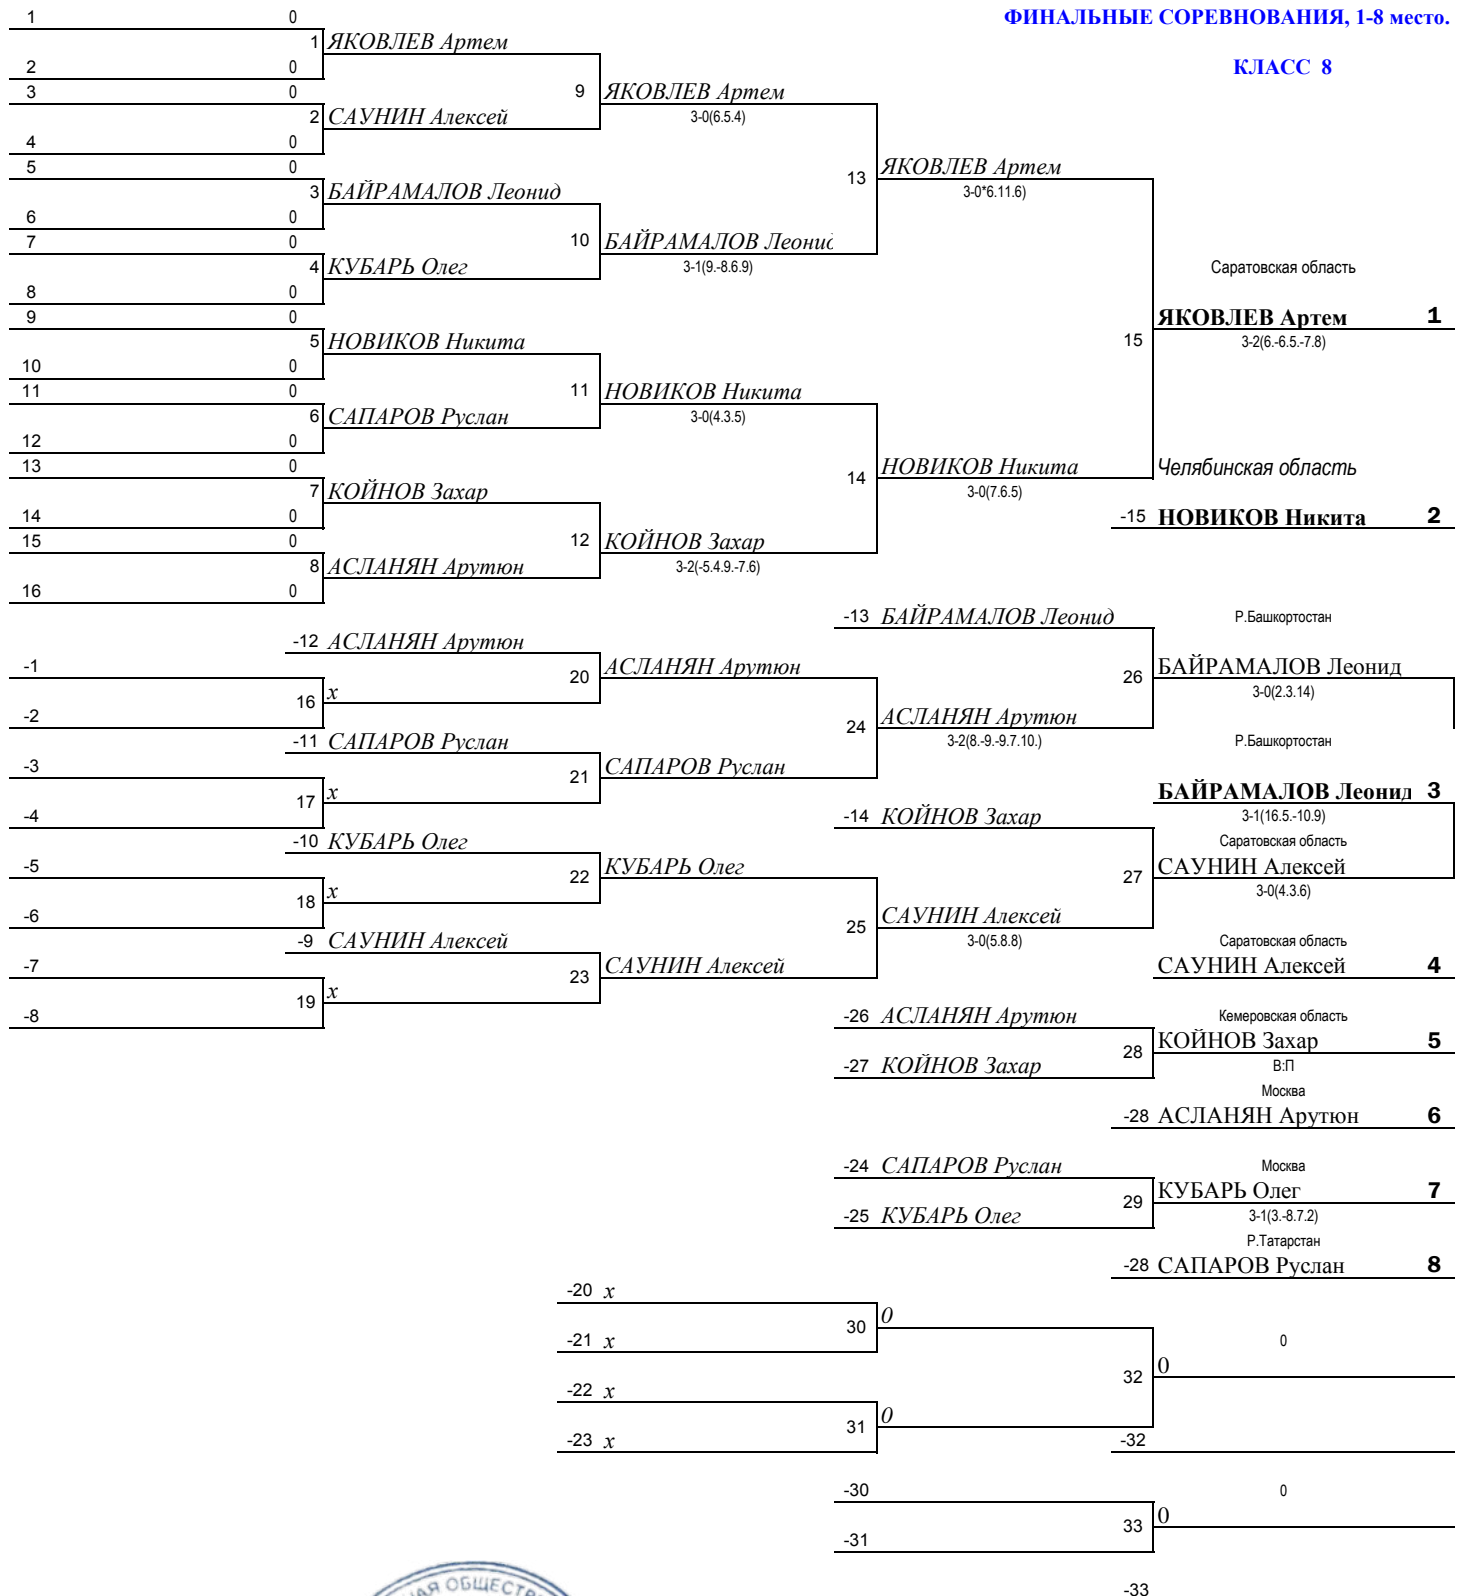 1 0 ФИНАЛЬНЫЕ СОРЕВНОВАНИЯ, 1-8 место.
1 ЯКОВЛЕВ Артем
2 0 КЛАСС 8
3 0 9 ЯКОВЛЕВ Артем
2 САУНИН Алексей 3-0(6.5.4)
4 0
5 0 ЯКОВЛЕВ Артем
13
3 БАЙРАМАЛОВ Леонид 3-0*6.11.6)
6 0
7 0 10 БАЙРАМАЛОВ Леонид
4 КУБАРЬ Олег 3-1(9.-8.6.9) Саратовская область
8 0
9 0 ЯКОВЛЕВ Артем 1
5 НОВИКОВ Никита 15 3-2(6.-6.5.-7.8)
10 0
11 0 11 НОВИКОВ Никита
6 САПАРОВ Руслан 3-0(4.3.5)
12 0
13 0 НОВИКОВ Никита Челябинская область
14
7 КОЙНОВ Захар 3-0(7.6.5)
14 0 -15 НОВИКОВ Никита 2
15 0 12 КОЙНОВ Захар
8 АСЛАНЯН Арутюн 3-2(-5.4.9.-7.6)
16 0
-13 БАЙРАМАЛОВ Леонид Р.Башкортостан
-12 АСЛАНЯН Арутюн
-1 20 АСЛАНЯН Арутюн 26 БАЙРАМАЛОВ Леонид
16 x 3-0(2.3.14)
-2 24 АСЛАНЯН Арутюн
-11 САПАРОВ Руслан 3-2(8.-9.-9.7.10.) Р.Башкортостан
-3 21 САПАРОВ Руслан
17 x БАЙРАМАЛОВ Леонид 3
-4 -14 КОЙНОВ Захар 3-1(16.5.-10.9)
-10 КУБАРЬ Олег Саратовская область
-5 22 КУБАРЬ Олег 27 САУНИН Алексей
18 x 3-0(4.3.6)
-6 25 САУНИН Алексей
-9 САУНИН Алексей 3-0(5.8.8) Саратовская область
-7 23 САУНИН Алексей САУНИН Алексей 4
19 x
-8 -26 АСЛАНЯН Арутюн Кемеровская область
28 КОЙНОВ Захар 5
-27 КОЙНОВ Захар В:П
Москва
-28 АСЛАНЯН Арутюн 6
-24 САПАРОВ Руслан Москва
29 КУБАРЬ Олег 7
-25 КУБАРЬ Олег 3-1(3.-8.7.2)
Р.Татарстан
-28 САПАРОВ Руслан 8
-20 x
30 0
-21 x 0
32 0
-22 x
31 0
-23 x -32
-30 0
33 0
-31
-33